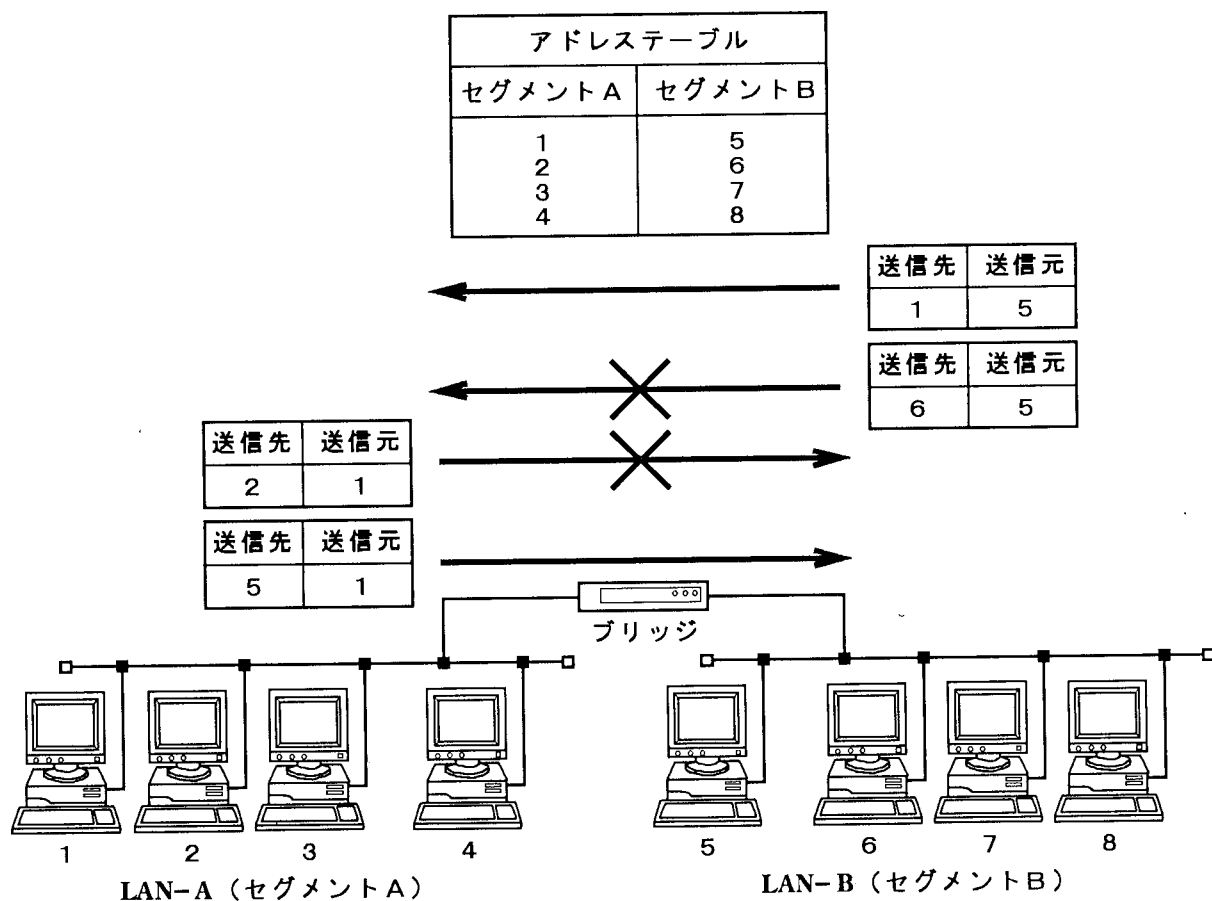 アドレステーブル
セグメントA セグメントB
1 5
2 6
3 7
4 8
送信先 送信元
1 5
送信先 送信元
6 5
送信先 送信元
2 1
送信先 送信元
5 1
ブリッジ
1 2 3 4 5 6 7 8
LAN-A（セグメントA） LAN-B（セグメントB）